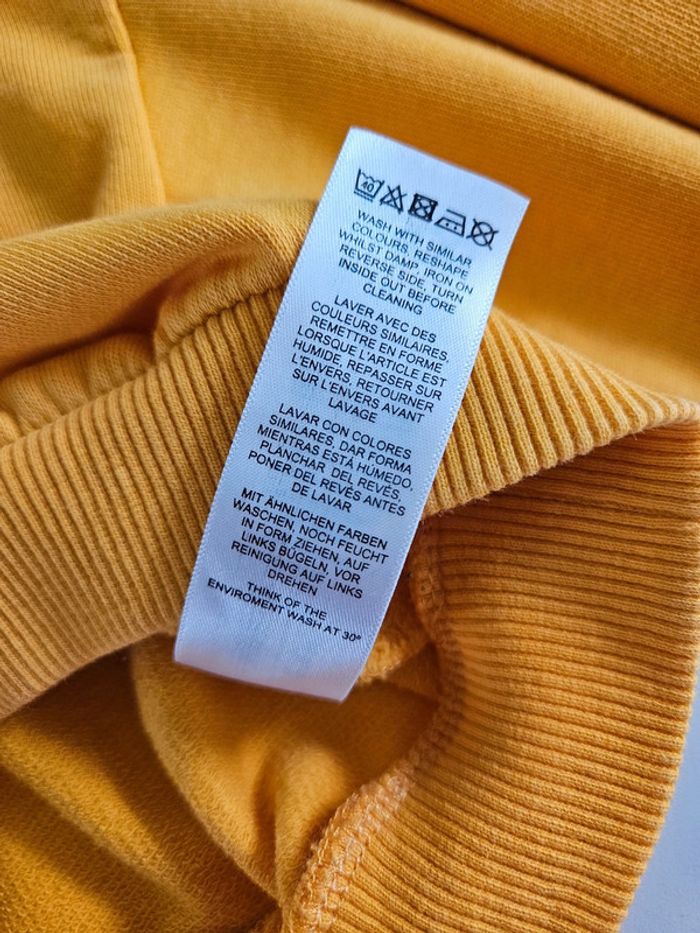 40
WASH WITH SIMILAR
COLOURS, RESHAPE
WHILST DAMP, IRON ON
REVERSE SIDE, TURN
INSIDE OUT BEFORE
CLEANING
LAVER AVEC DES
COULEURS SIMILAIRES,
REMETTRE EN FORME
LORSQUE L'ARTICLE EST
HUMIDE, REPASSER SUR
L'ENVERS, RETOURNER
SUR L'ENVERS AVANT
LAVAGE
LAVAR CON COLORES
SIMILARES, DAR FORMA
MIENTRAS ESTÁ HÚMEDO,
PLANCHAR DEL REVÉS,
PONER DEL REVÉS ANTES
DE LAVAR
MIT ÄHNLICHEN FARBEN
WASCHEN, NOCH FEUCHT
IN FORM ZIEHEN, AUF
LINKS BÜGELN, VOR
REINIGUNG AUF LINKS
DREHEN
THINK OF THE
ENVIROMENT WASH AT 30°